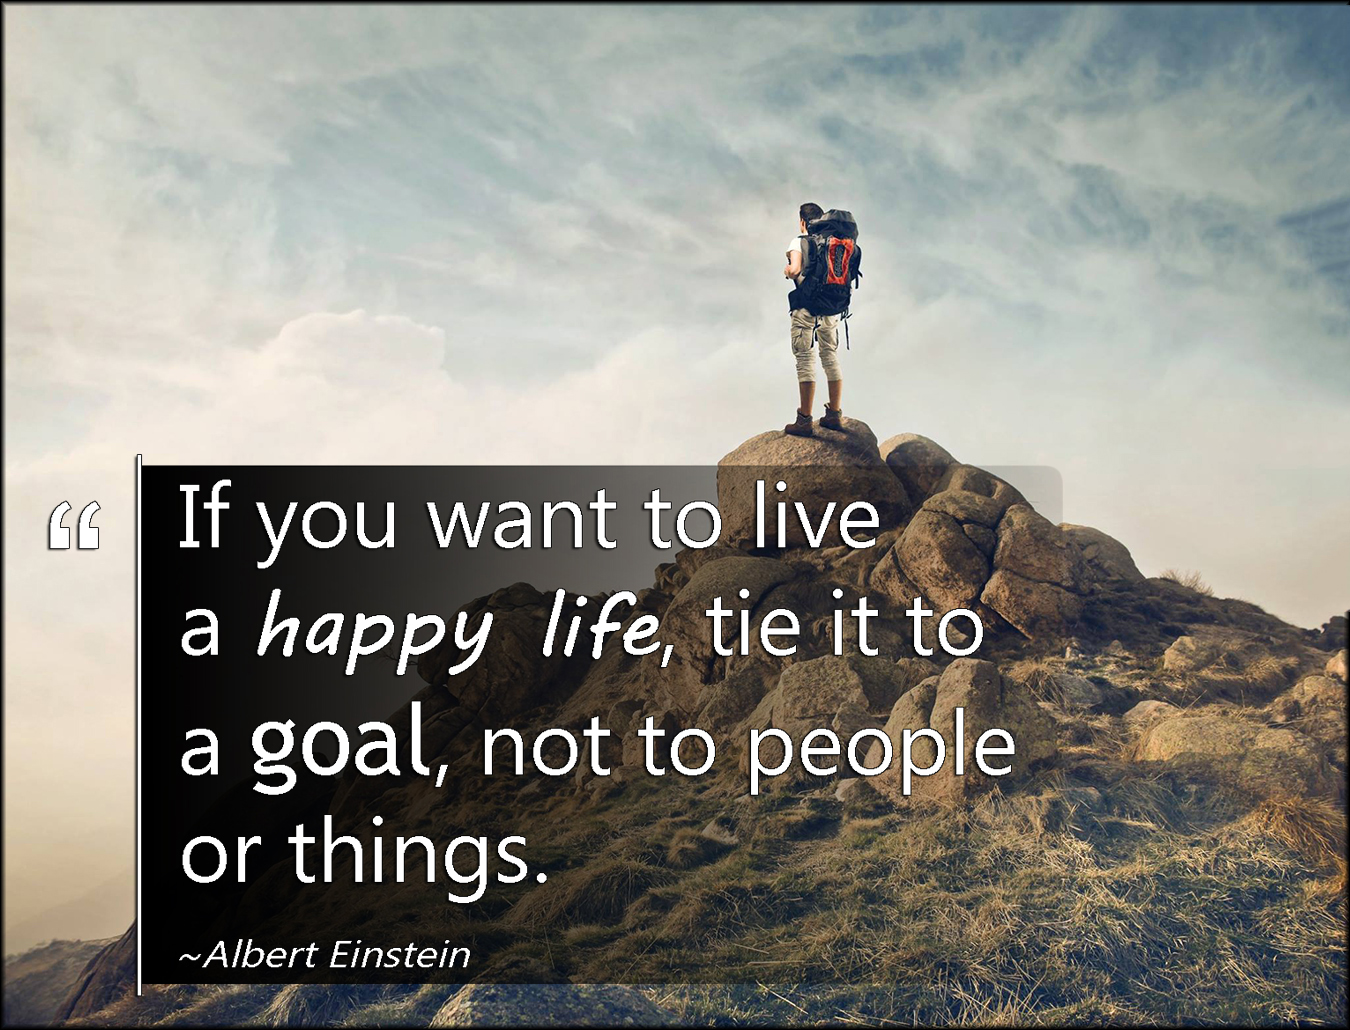 “
If you want to live
a happy life, tie it to
a goal, not to people
or things.
~Albert Einstein